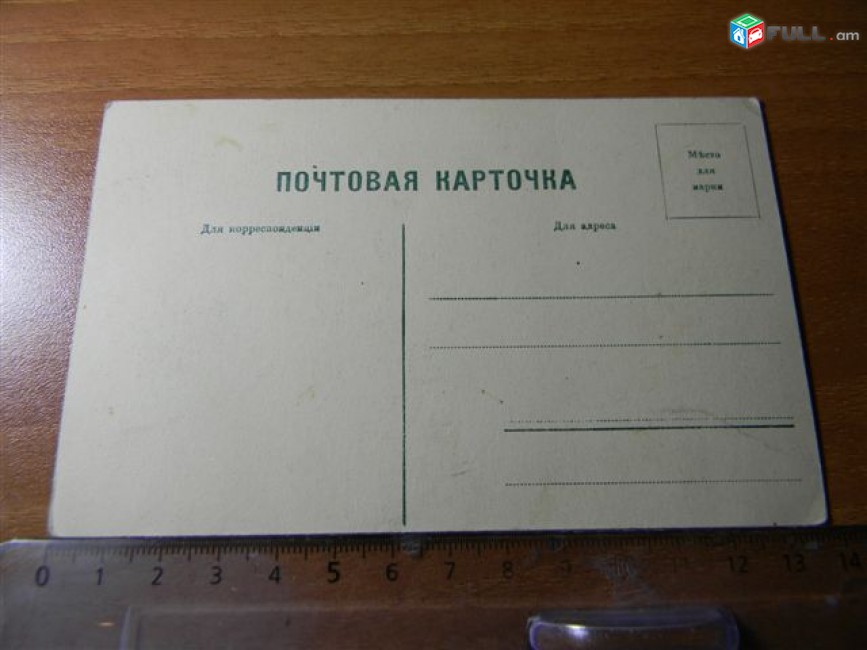 FULL.am
ПОЧТОВАЯ КАРТОЧКА
Мѣсто
для
марки
Для корреспонденціи
Для адреса
0 1 2 3 4 5 6 7 8 9 10 11 12 13 14